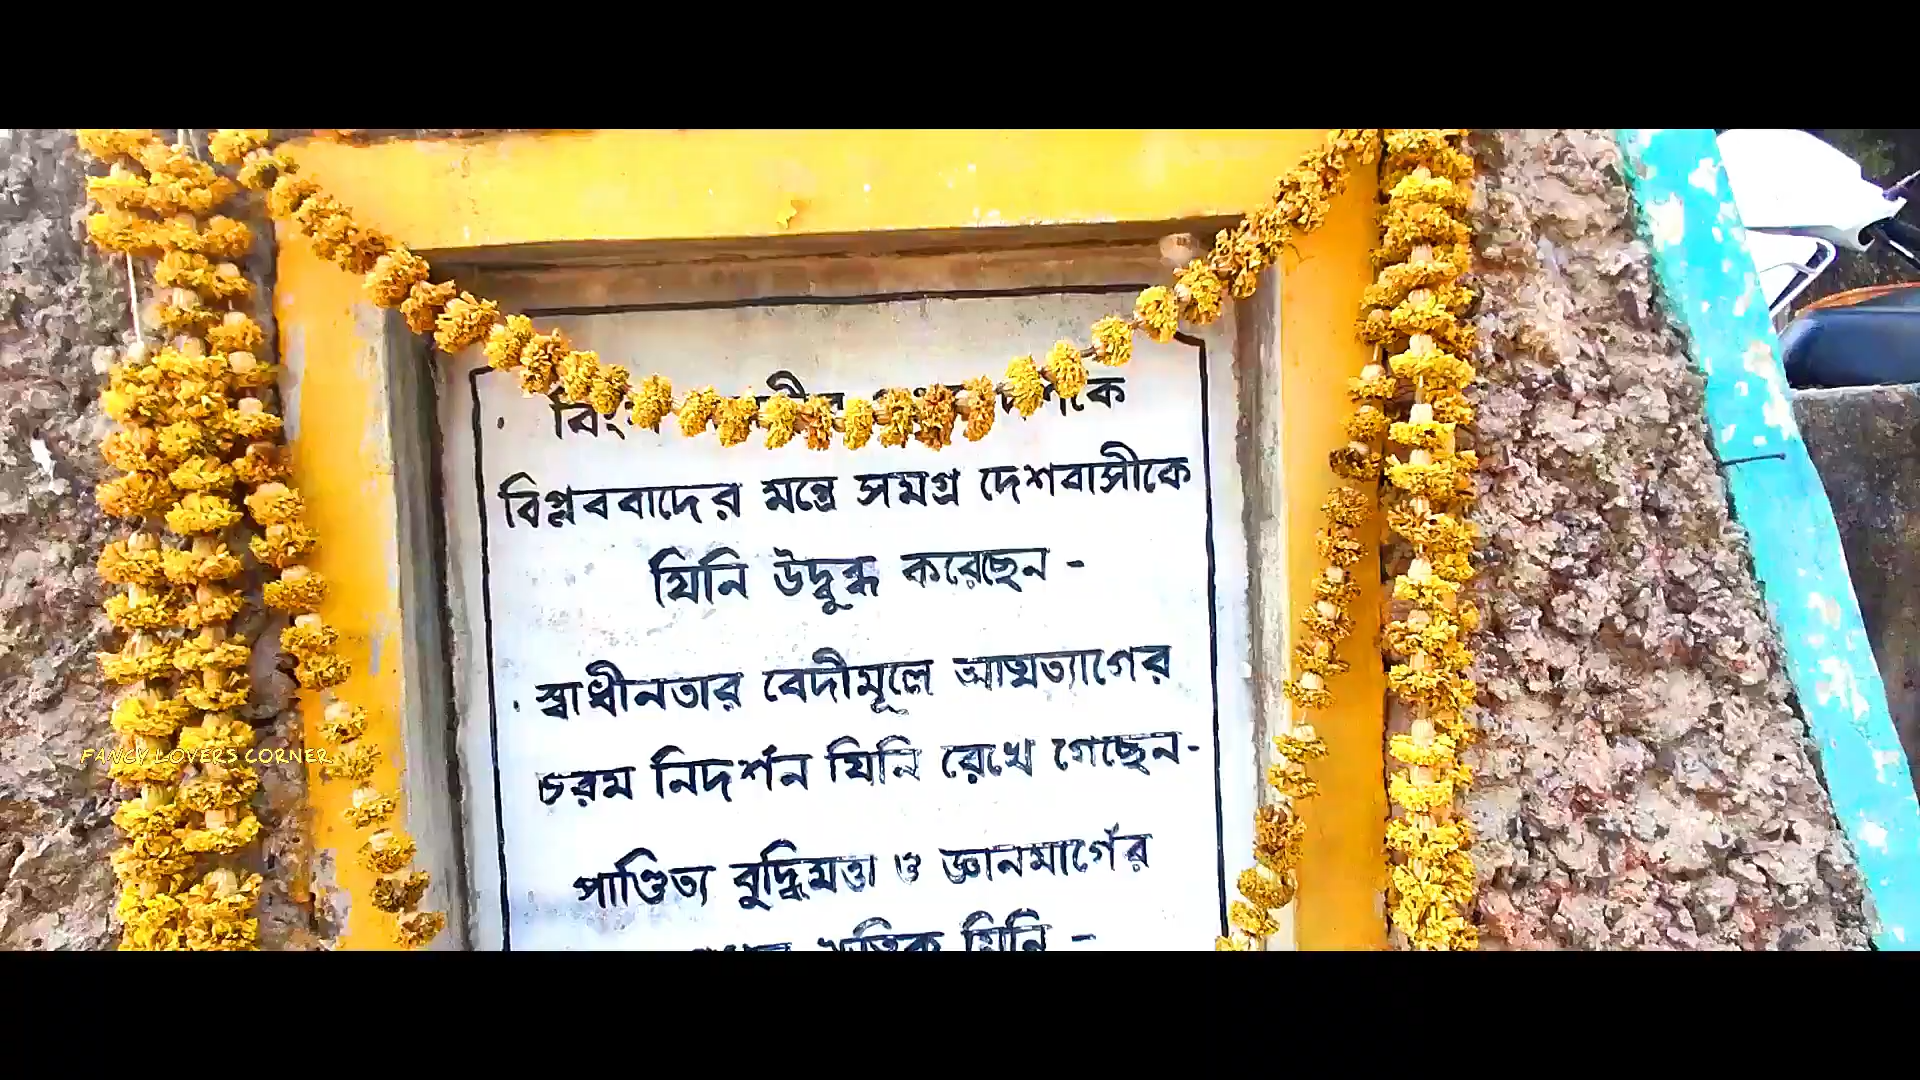 বিপ্লববাদের মন্ত্রে সমগ্র দেশবাসীকে
যিনি উদ্বুদ্ধ করেছেন -
স্বাধীনতার বেদীমূলে আত্মত্যাগের
চরম নিদর্শন যিনি রেখে গেছেন-
FANCY LOVERS CORNER
পাণ্ডিত্য বুদ্ধিমত্তা ও জ্ঞানমার্গের
যিনি -